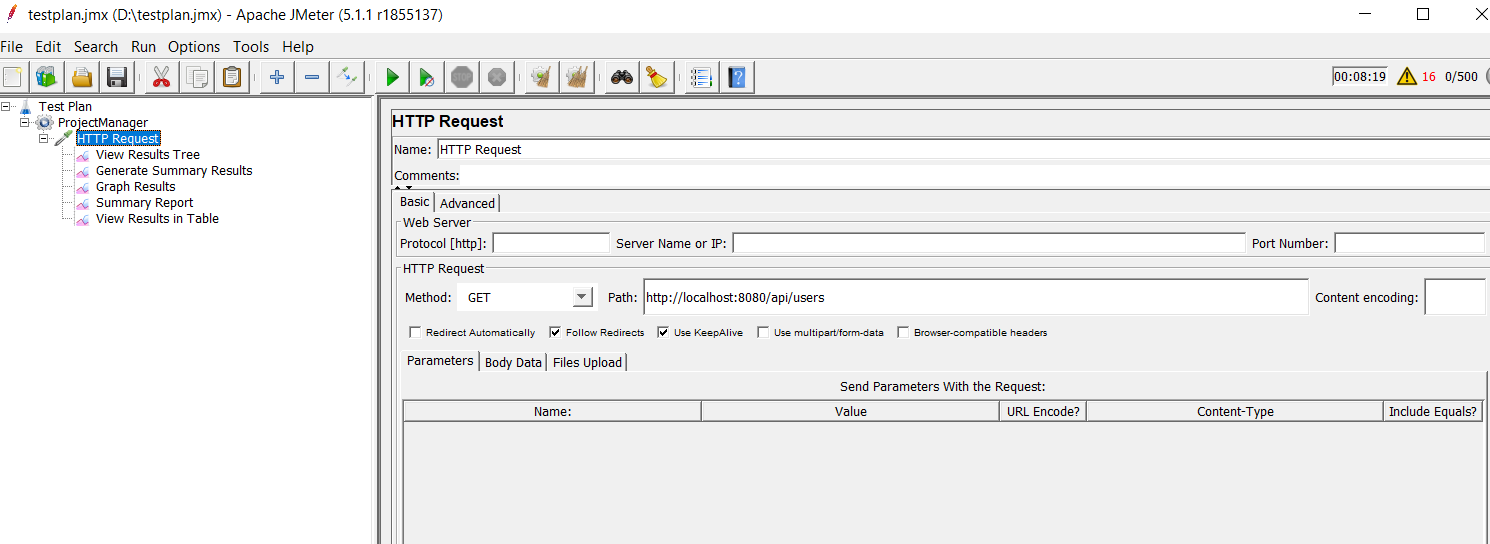 testplan.jmx (D:\testplan.jmx) - Apache JMeter (5.1.1 r1855137)
File Edit Search Run Options Tools Help
STOP 00:08:19 16 0/500
Test Plan
ProjectManager
HTTP Request
View Results Tree
Generate Summary Results
Graph Results
Summary Report
View Results in Table
HTTP Request
Name: HTTP Request
Comments:
Basic Advanced
Web Server
Protocol [http]: Server Name or IP: Port Number:
HTTP Request
Method: GET Path: http://localhost:8080/api/users Content encoding:
Redirect Automatically Follow Redirects Use KeepAlive Use multipart/form-data Browser-compatible headers
Parameters Body Data Files Upload
Send Parameters With the Request:
Name: Value URL Encode? Content-Type Include Equals?